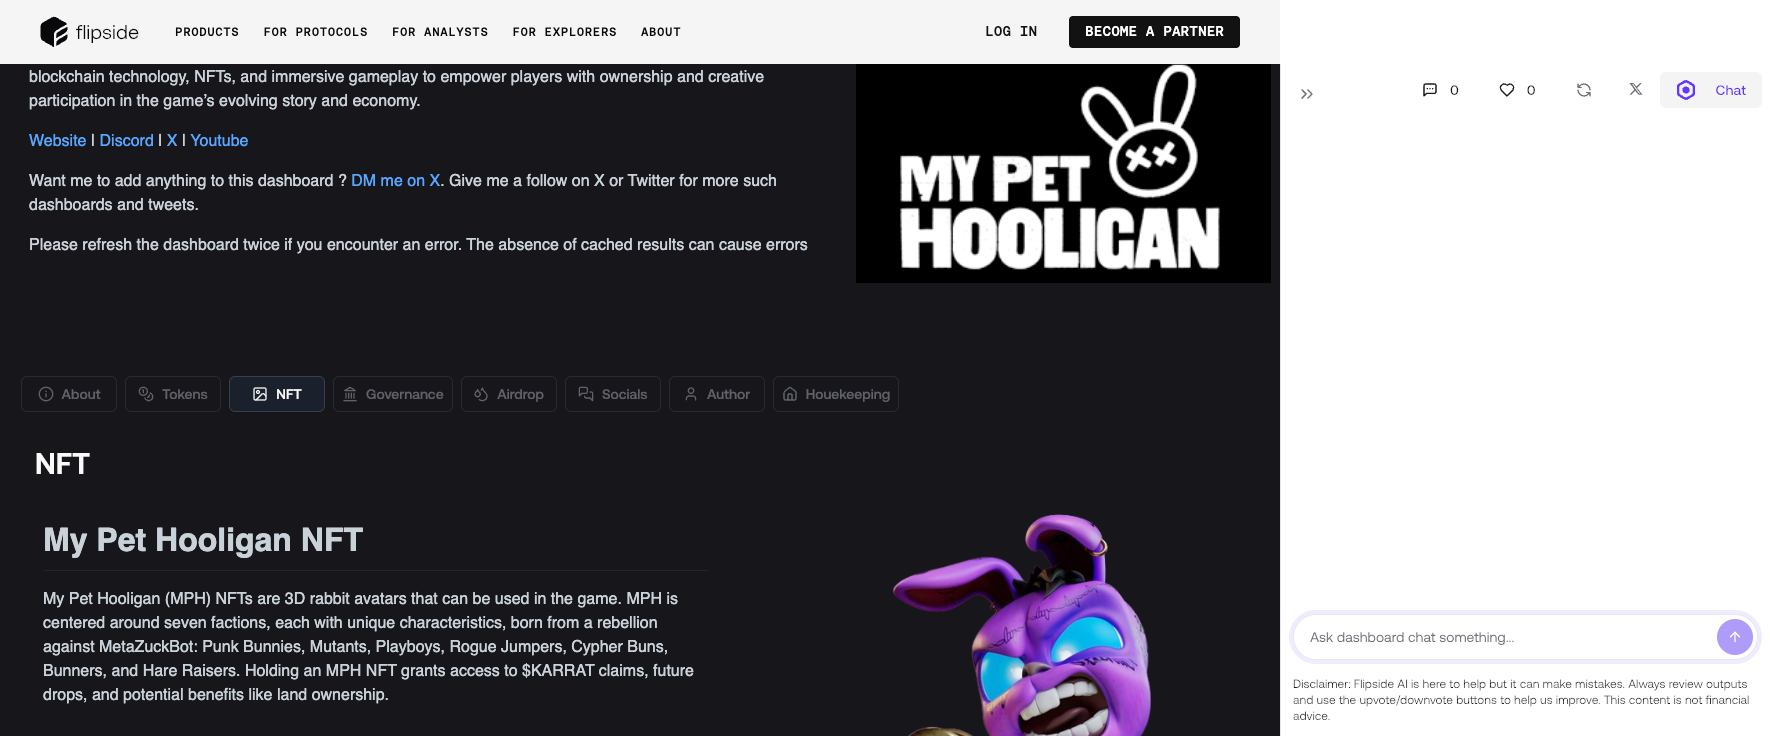 flipside
PRODUCTS FOR PROTOCOLS FOR ANALYSTS FOR EXPLORERS ABOUT
LOG IN BECOME A PARTNER
blockchain technology, NFTs, and immersive gameplay to empower players with ownership and creative
participation in the game’s evolving story and economy.
Website | Discord | X | Youtube
Want me to add anything to this dashboard ? DM me on X. Give me a follow on X or Twitter for more such
dashboards and tweets.
Please refresh the dashboard twice if you encounter an error. The absence of cached results can cause errors
MY PET
HOOLIGAN
0 0 Chat
About Tokens NFT Governance Airdrop Socials Author Houekeeping
NFT
My Pet Hooligan NFT
My Pet Hooligan (MPH) NFTs are 3D rabbit avatars that can be used in the game. MPH is
centered around seven factions, each with unique characteristics, born from a rebellion
against MetaZuckBot: Punk Bunnies, Mutants, Playboys, Rogue Jumpers, Cypher Buns,
Bunners, and Hare Raisers. Holding an MPH NFT grants access to $KARRAT claims, future
drops, and potential benefits like land ownership.
Ask dashboard chat something...
Disclaimer: Flipside AI is here to help but it can make mistakes. Always review outputs
and use the upvote/downvote buttons to help us improve. This content is not financial
advice.